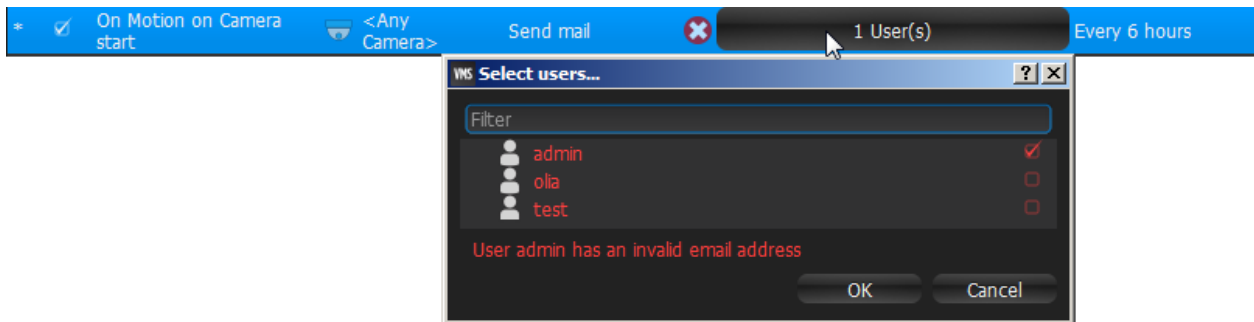 * On Motion on Camera start <Any Camera> Send mail 1 User(s) Every 6 hours
VMS Select users... ?
Filter
admin
olia
test
User admin has an invalid email address
OK Cancel